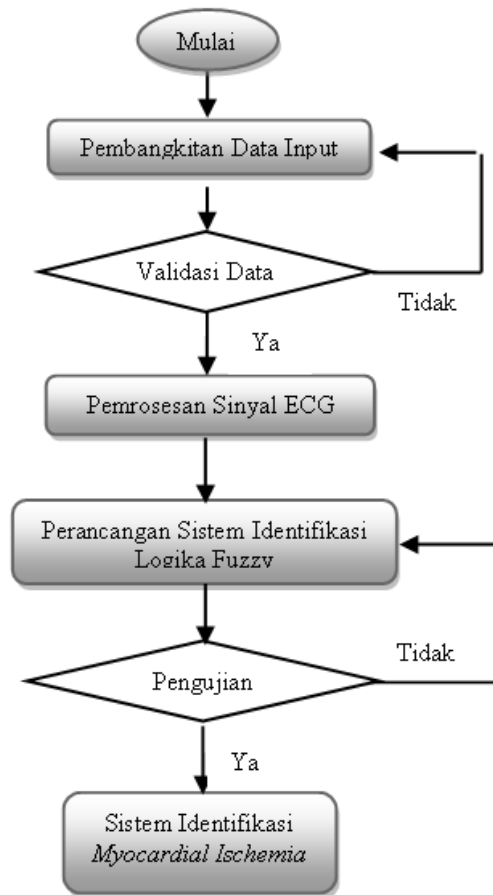 Mulai
Pembangkitan Data Input
Validasi Data
Tidak
Ya
Pemrosesan Sinyal ECG
Perancangan Sistem Identifikasi
Logika Fuzzy
Tidak
Pengujian
Ya
Sistem Identifikasi
Myocardial Ischemia